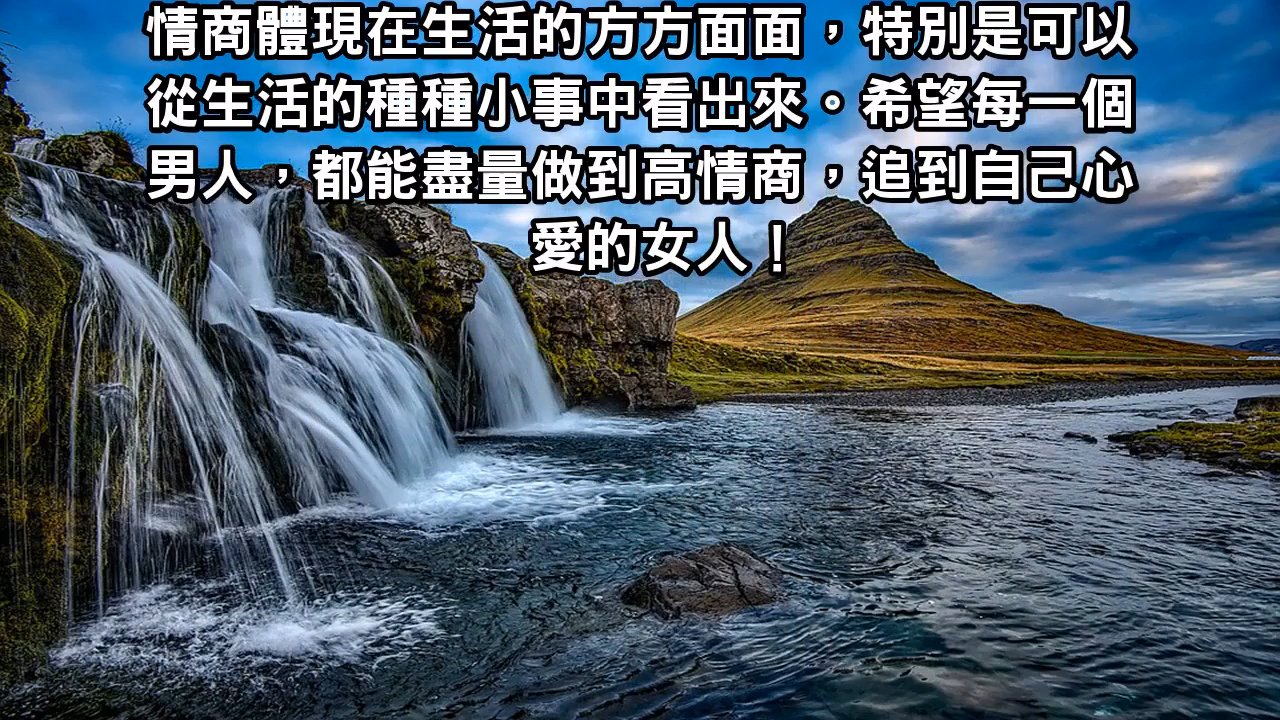 情商體現在生活的方方面面，特別是可以
從生活的種種小事中看出來。希望每一個
男人，都能盡量做到高情商，追到自己心
愛的女人！